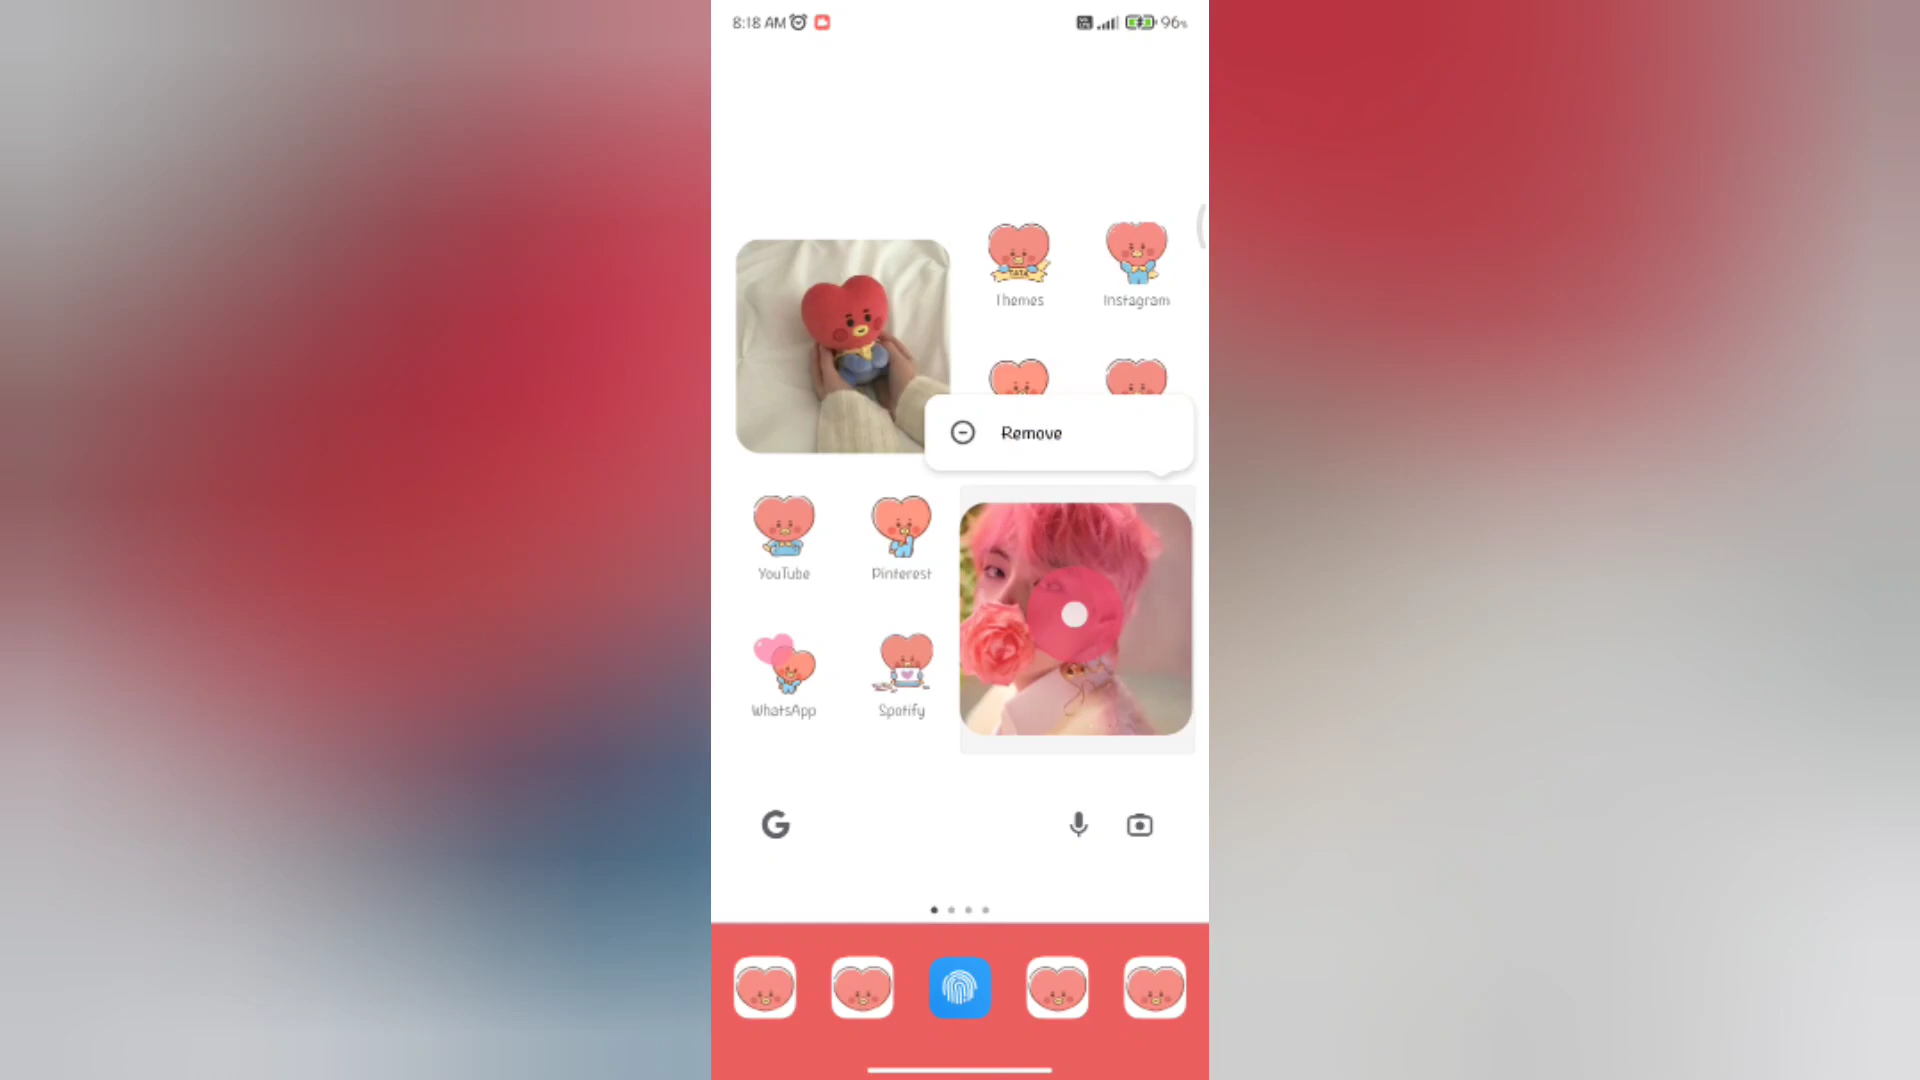 8:18 AM
96%
Themes
Instagram
Remove
YouTube
Pinterest
WhatsApp
Spotify